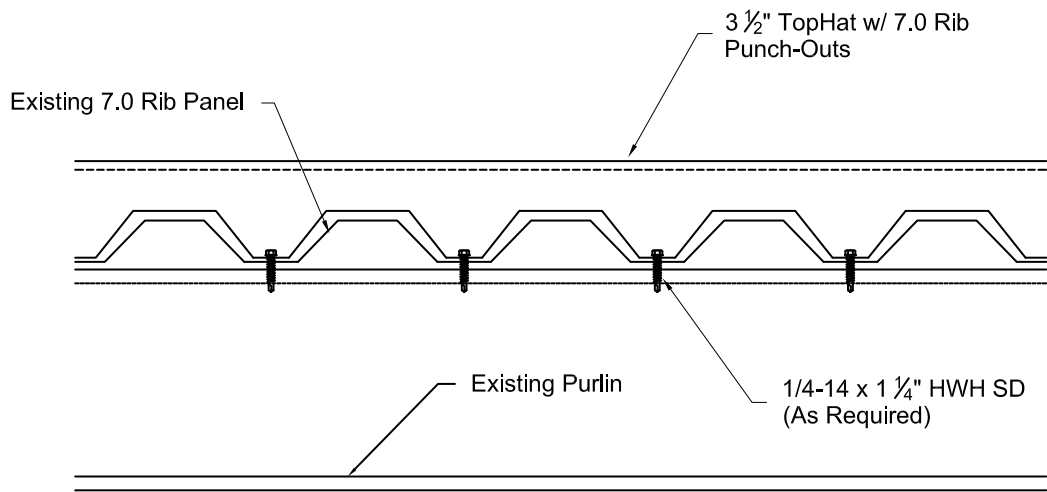 3 ½" TopHat w/ 7.0 Rib
Punch-Outs
Existing 7.0 Rib Panel
Existing Purlin
1/4-14 x 1 ¼" HWH SD
(As Required)